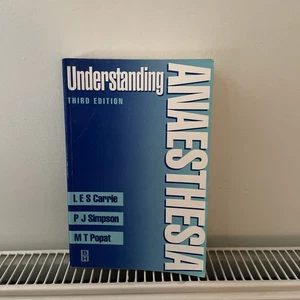 Understanding
ANAESTHESIA
THIRD EDITION
L E S Carrie
P J Simpson
M T Popat